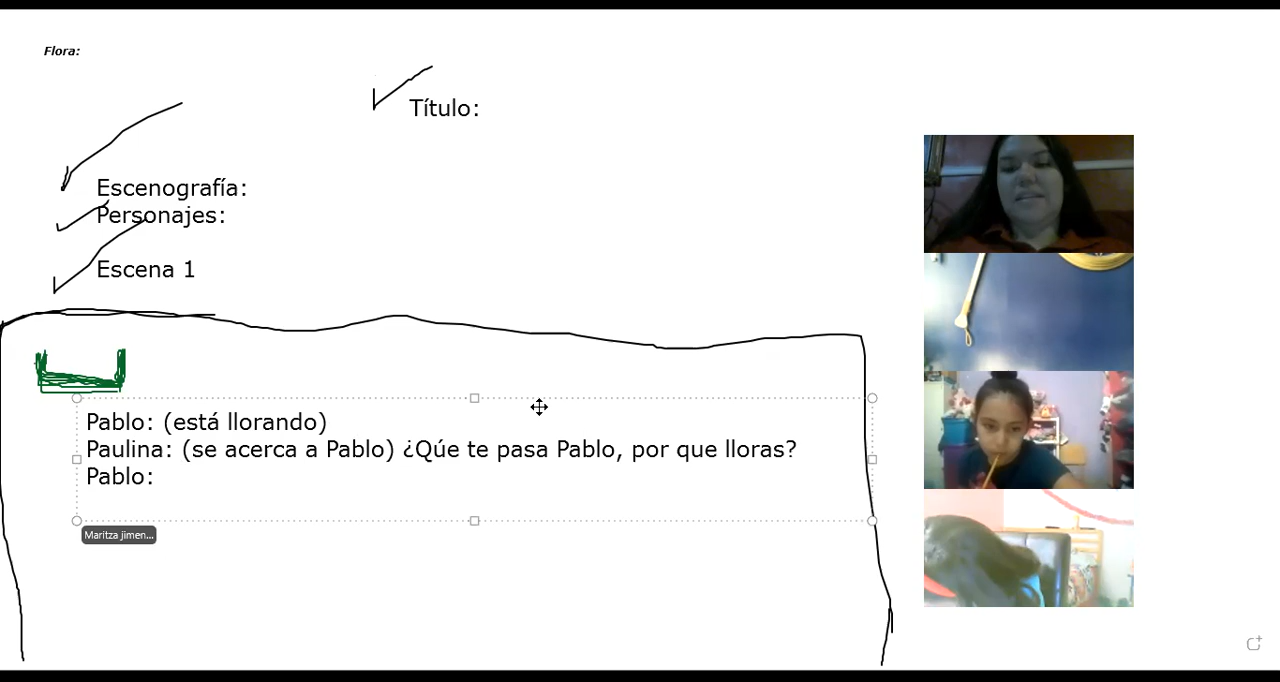 Flora:
Título:
Escenografía:
Personajes:
Escena 1
Pablo: (está llorando)
Paulina: (se acerca a Pablo) ¿Qúe te pasa Pablo, por que lloras?
Pablo:
Maritza jimen...